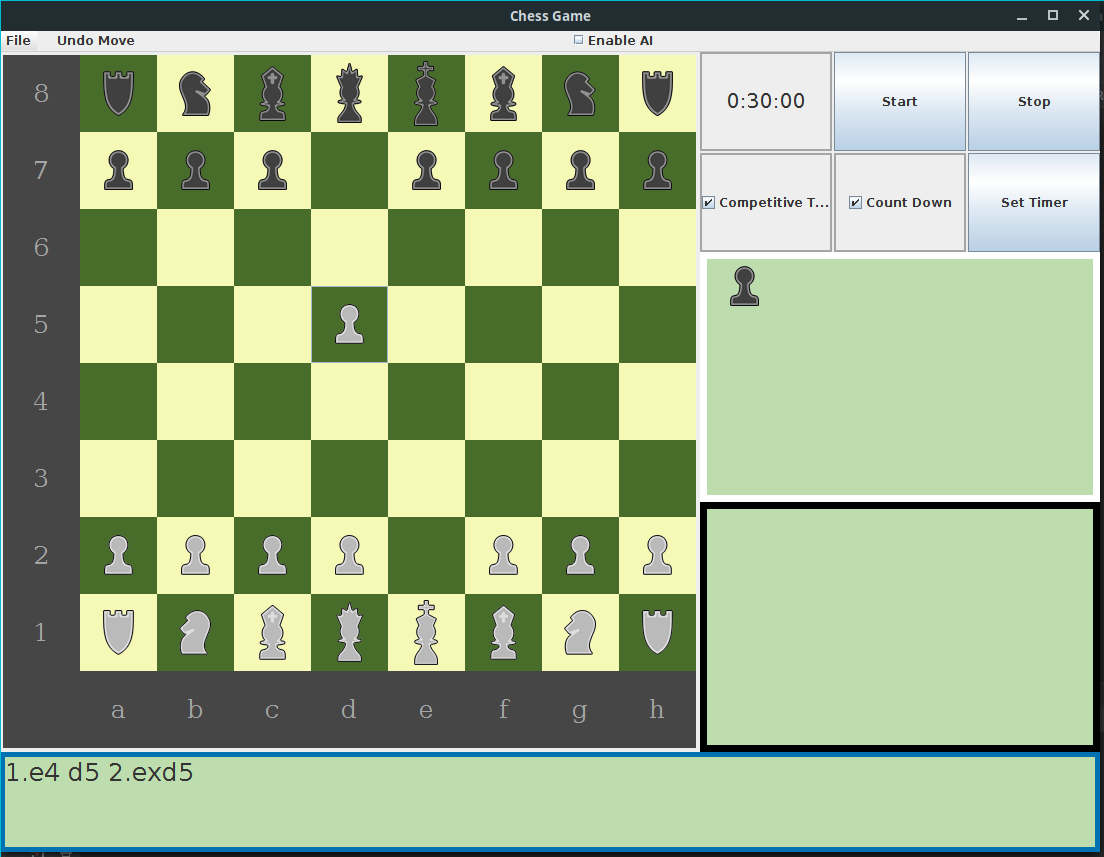 Chess Game
File Undo Move Enable AI
0:30:00 Start Stop
Competitive T... Count Down Set Timer
8
7
6
5
4
3
2
1
a b c d e f g h
1.e4 d5 2.exd5